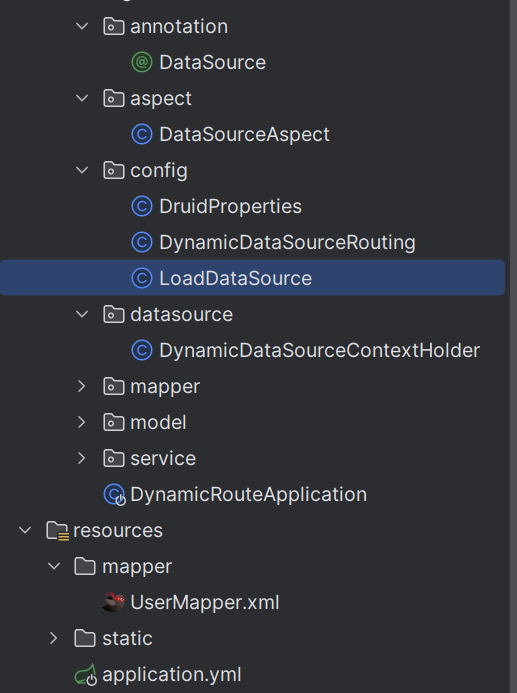 annotation
DataSource
aspect
DataSourceAspect
config
DruidProperties
DynamicDataSourceRouting
LoadDataSource
datasource
DynamicDataSourceContextHolder
mapper
model
service
DynamicRouteApplication
resources
mapper
UserMapper.xml
static
application.yml